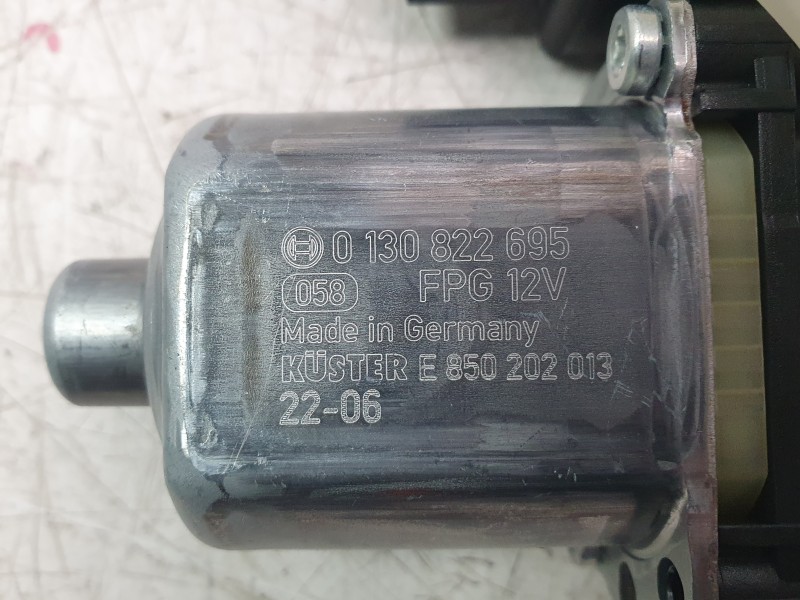 0 130 822 695
058 FPG 12V
Made in Germany
KÜSTER E 850 202 013
22-06